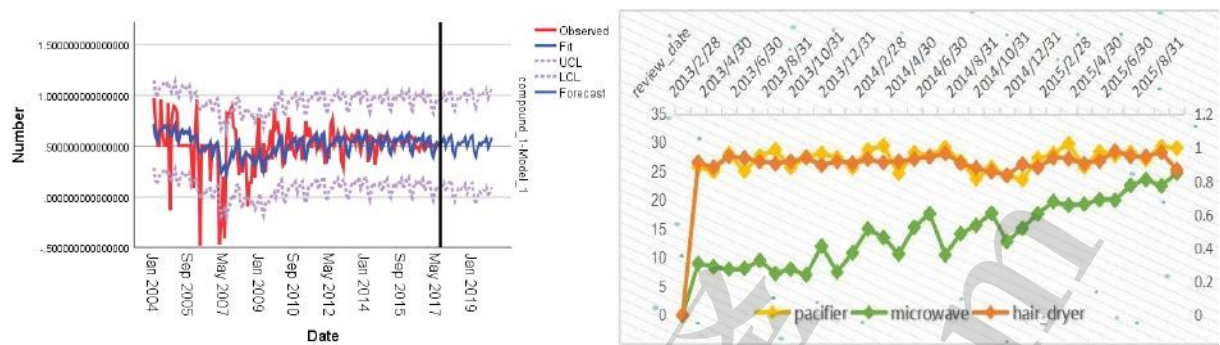 1.500000000000000
1.000000000000000
.500000000000000
.000000000000000
-.500000000000000
Number
Jan 2004
Sep 2005
May 2007
Jan 2009
Sep 2010
May 2012
Jan 2014
Sep 2015
May 2017
Jan 2019
Date
Observed
Fit
UCL
LCL
Forecast
compound_1-Model_1
review_date
2013/2/28
2013/4/30
2013/6/30
2013/8/31
2013/10/31
2013/12/31
2014/2/28
2014/4/30
2014/6/30
2014/8/31
2014/10/31
2014/12/31
2015/2/28
2015/4/30
2015/6/30
2015/8/31
35
30
25
20
15
10
5
0
1.2
1
0.8
0.6
0.4
0.2
0
pacifier
microwave
hair_dryer